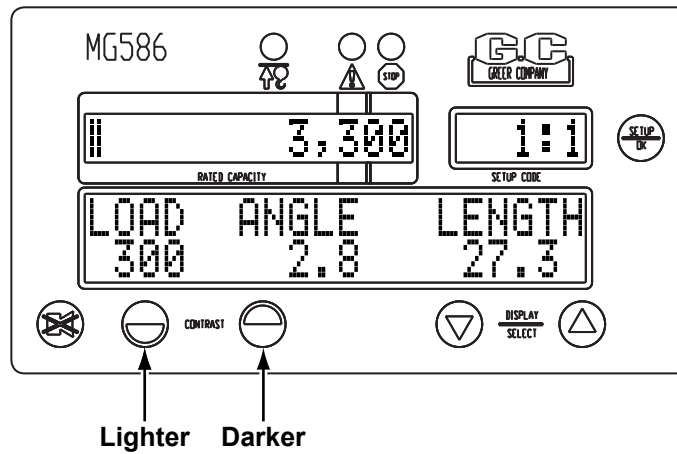 MG586
STOP
G.C
GREER COMPANY
3,300
1:1
SETUP
OK
RATED CAPACITY
SETUP CODE
LOAD ANGLE LENGTH
300 2.8 27.3
CONTRAST
DISPLAY
SELECT
Lighter Darker